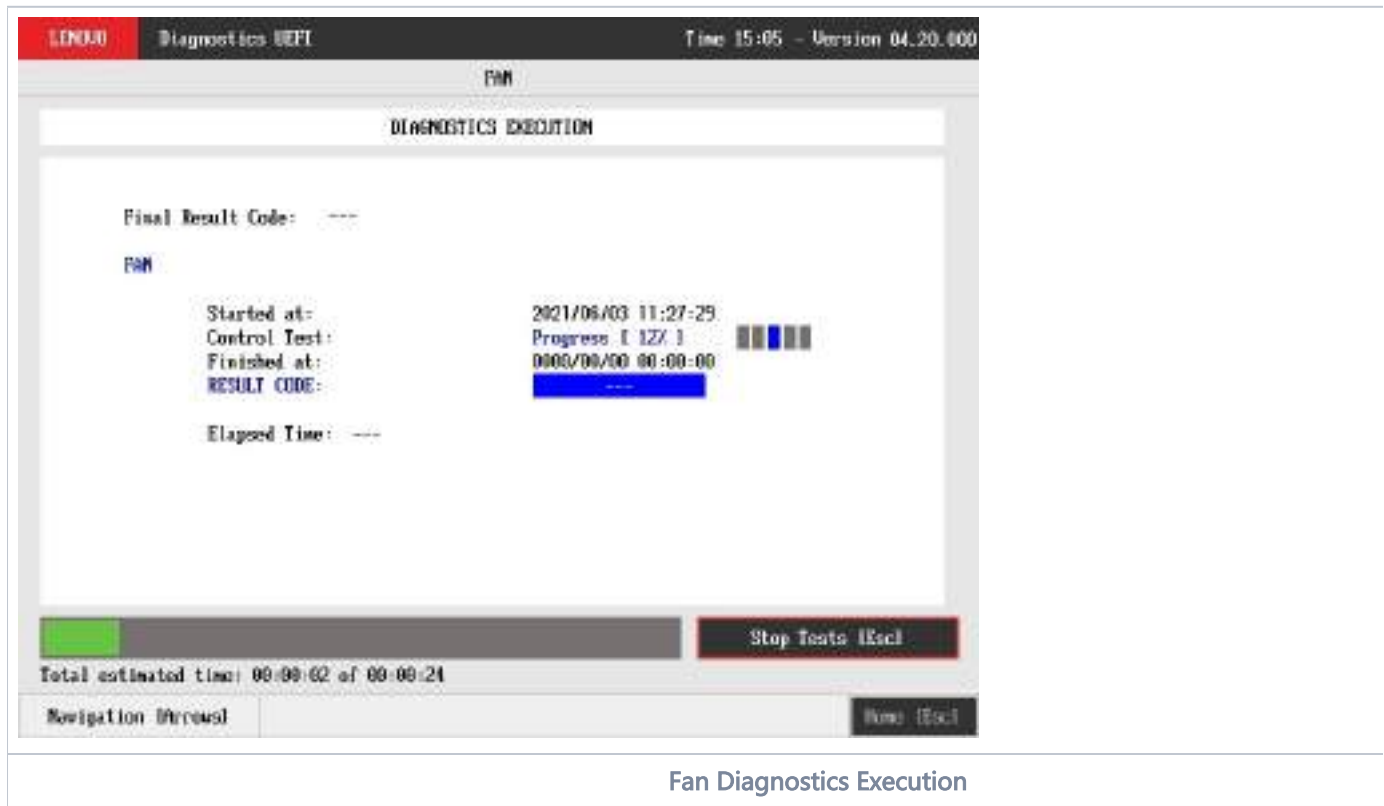 LENOVO Diagnostics UEFI Time 15:05 - Version 04.20.000
FAN
DIAGNOSTICS EXECUTION
Final Result Code: ---
FAN
Started at: 2021/06/03 11:27:29
Control Test: Progress [ 12% ]
Finished at: 0000/00/00 00:00:00
RESULT CODE: ---
Elapsed Time: ---
Stop Tests [Esc]
Total estimated time: 00:00:02 of 00:00:24
Navigation [Arrows] Home [Esc]
Fan Diagnostics Execution